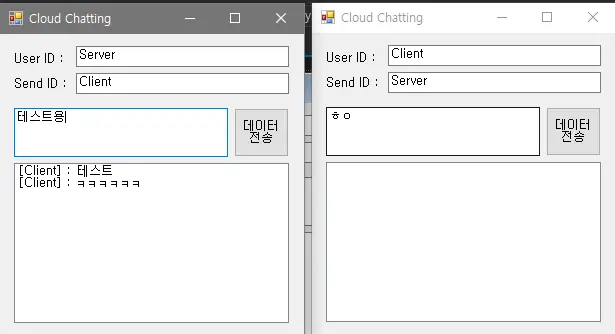 Cloud Chatting
User ID : Server
Send ID : Client
테스트용
데이터
전송
[Client] : 테스트
[Client] : ㅋㅋㅋㅋㅋㅋ
Cloud Chatting
User ID : Client
Send ID : Server
ㅎㅇ
데이터
전송